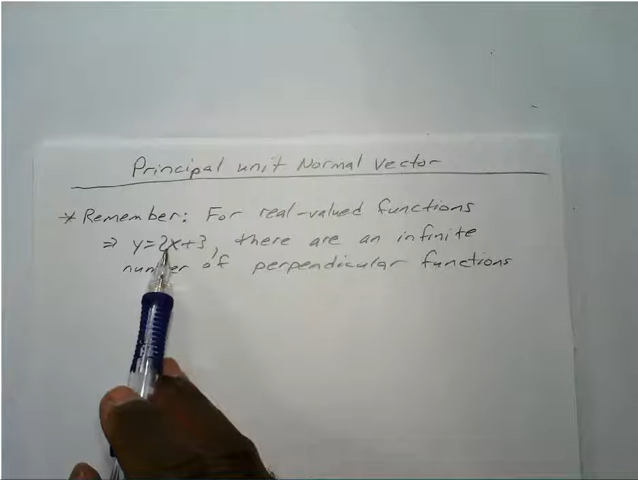 Principal unit Normal Vector
* Remember: For real-valued functions
⇒ y=2x+3, there are an infinite
number of perpendicular functions